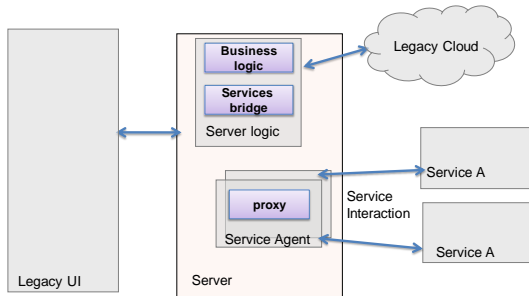 Business
logic
Services
bridge
Server logic
Legacy Cloud
proxy
Service Agent
Service
Interaction
Service A
Service A
Legacy UI
Server